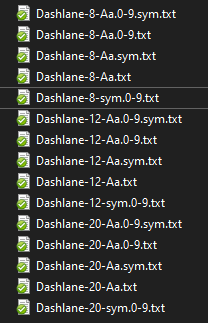 Dashlane-8-Aa.0-9.sym.txt
Dashlane-8-Aa.0-9.txt
Dashlane-8-Aa.sym.txt
Dashlane-8-Aa.txt
Dashlane-8-sym.0-9.txt
Dashlane-12-Aa.0-9.sym.txt
Dashlane-12-Aa.0-9.txt
Dashlane-12-Aa.sym.txt
Dashlane-12-Aa.txt
Dashlane-12-sym.0-9.txt
Dashlane-20-Aa.0-9.sym.txt
Dashlane-20-Aa.0-9.txt
Dashlane-20-Aa.sym.txt
Dashlane-20-Aa.txt
Dashlane-20-sym.0-9.txt